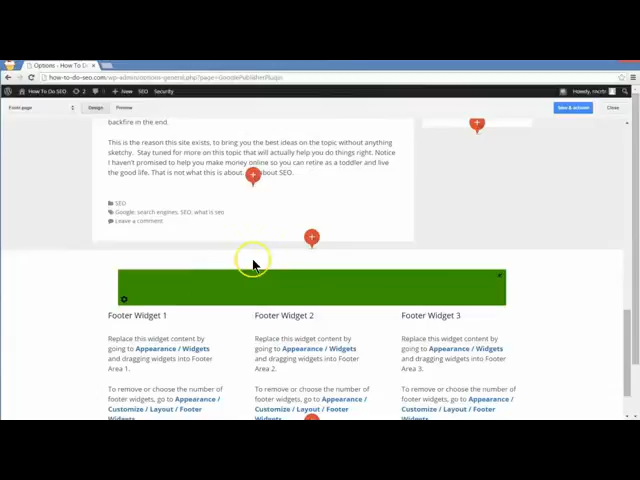 Options - How To Do S
how-to-do-seo.com/wp-admin/options-general.php?page=GooglePublisherPlugin
How To Do SEO 2 + New SEO Security
Howdy,
Front page Design Preview Save & activate Close
backfire in the end.
This is the reason this site exists, to bring you the best ideas on the topic without anything
sketchy. Stay tuned for more on this topic that will actually help you do things right. Notice
I haven't promised to help you make money online so you can retire as a toddler and live
the good life. That is not what this is about. about SEO.
SEO
Google, search engines, SEO, what is seo
Leave a comment
Footer Widget 1 Footer Widget 2 Footer Widget 3
Replace this widget content by Replace this widget content by Replace this widget content by
going to Appearance / Widgets going to Appearance / Widgets going to Appearance / Widgets
and dragging widgets into Footer and dragging widgets into Footer and dragging widgets into Footer
Area 1. Area 2. Area 3.
To remove or choose the number To remove or choose the number To remove or choose the number of
of footer widgets, go to of footer widgets, go to footer widgets, go to Appearance /
Appearance / Customize / Appearance / Customize / Customize / Layout / Footer
Layout / Footer Widgets Layout / Footer Widgets Widgets